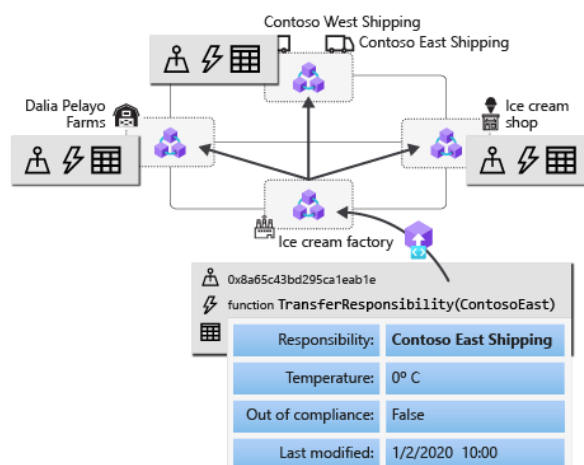 Contoso West Shipping
Contoso East Shipping
Dalia Pelayo
Farms
Ice cream
shop
Ice cream factory
0x8a65c43bd295ca1eab1e
function TransferResponsibility(ContosoEast)
Responsibility: Contoso East Shipping
Temperature: 0º C
Out of compliance: False
Last modified: 1/2/2020 10:00